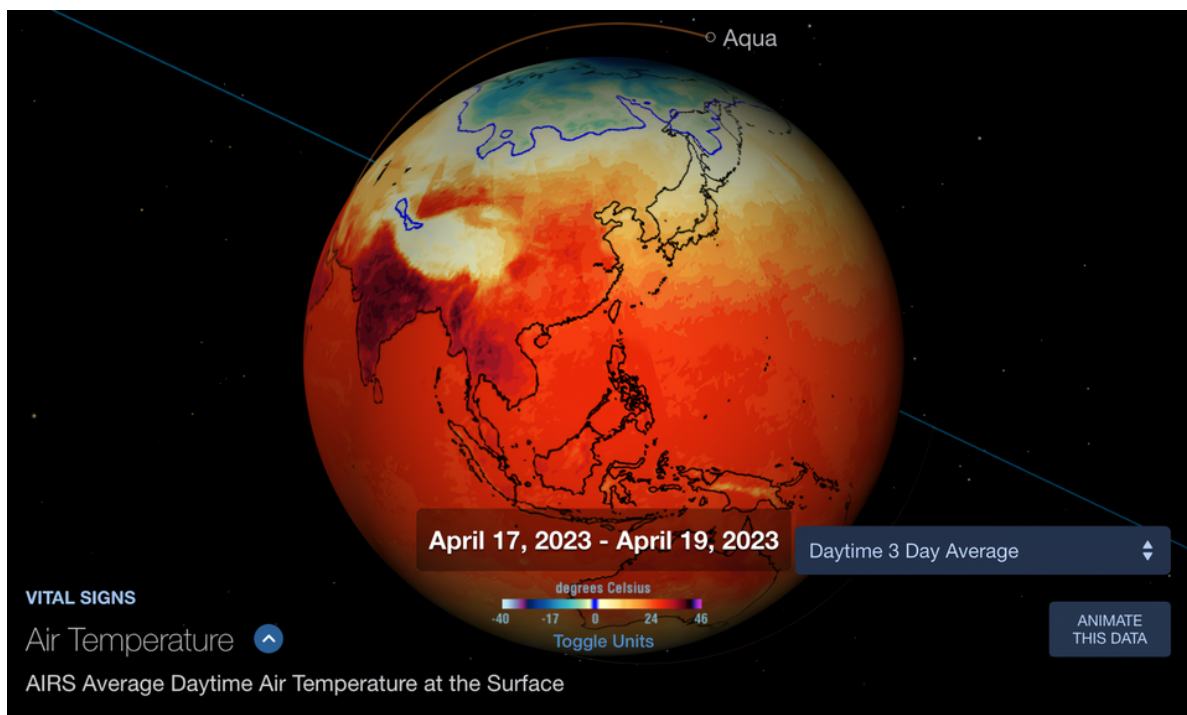 Aqua
April 17, 2023 - April 19, 2023
Daytime 3 Day Average
degrees Celsius
-40 -17 0 24 46
Toggle Units
VITAL SIGNS
Air Temperature
AIRS Average Daytime Air Temperature at the Surface
ANIMATE
THIS DATA